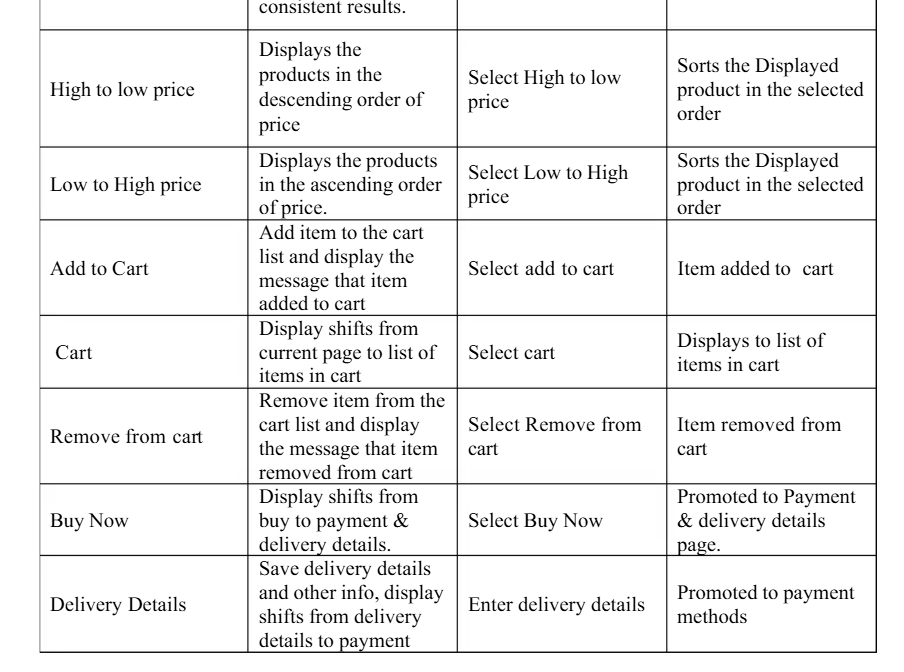 consistent results.
High to low price
Displays the
products in the
descending order of
price
Select High to low
price
Sorts the Displayed
product in the selected
order
Low to High price
Displays the products
in the ascending order
of price.
Select Low to High
price
Sorts the Displayed
product in the selected
order
Add to Cart
Add item to the cart
list and display the
message that item
added to cart
Select add to cart
Item added to cart
Cart
Display shifts from
current page to list of
items in cart
Select cart
Displays to list of
items in cart
Remove from cart
Remove item from the
cart list and display
the message that item
removed from cart
Select Remove from
cart
Item removed from
cart
Buy Now
Display shifts from
buy to payment &
delivery details.
Select Buy Now
Promoted to Payment
& delivery details
page.
Delivery Details
Save delivery details
and other info, display
shifts from delivery
details to payment
Enter delivery details
Promoted to payment
methods